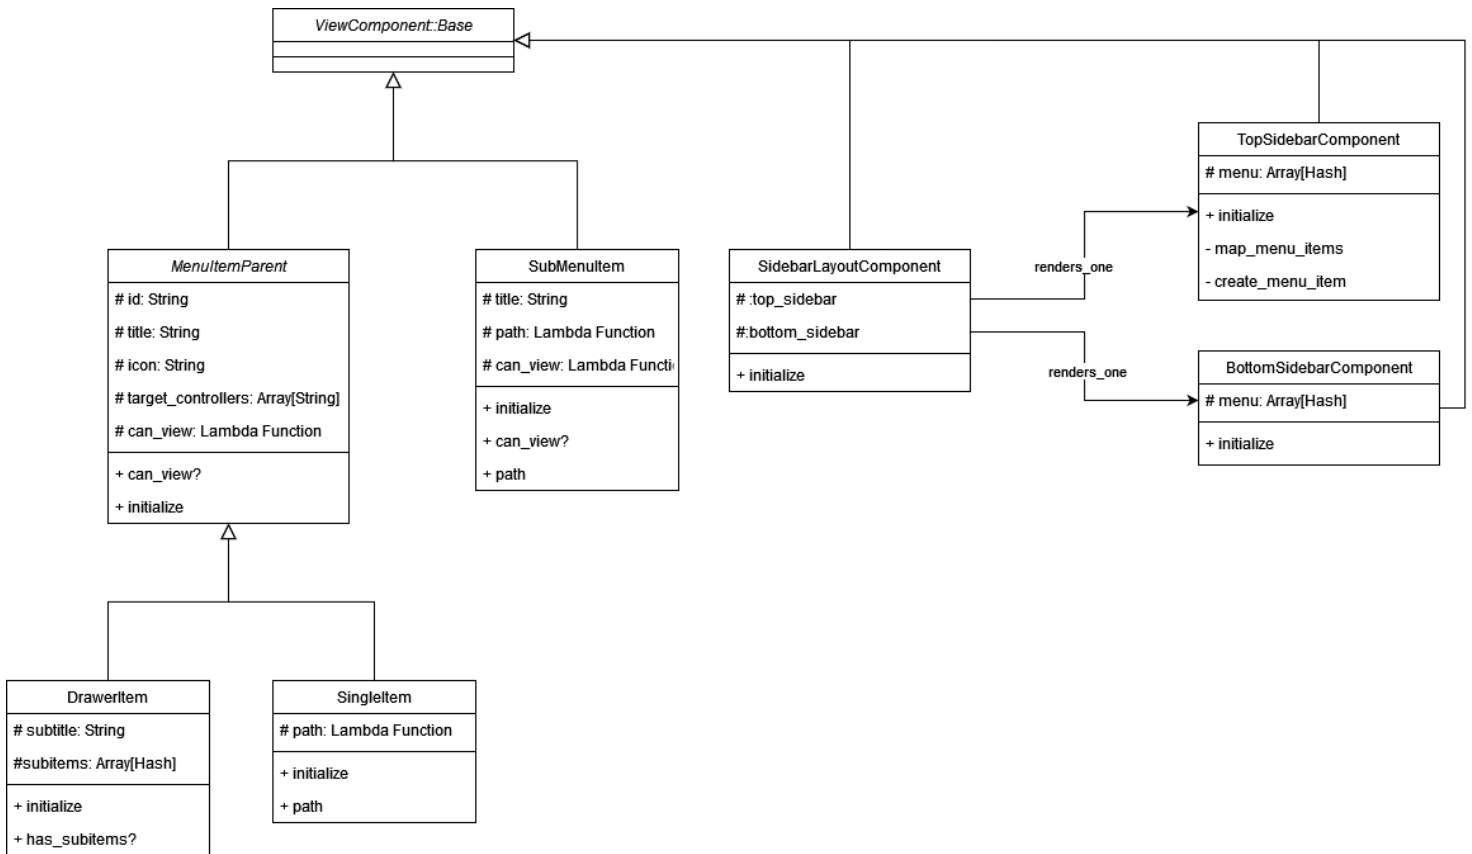 ViewComponent::Base
MenuItemParent
# id: String
# title: String
# icon: String
# target_controllers: Array[String]
# can_view: Lambda Function
+ can_view?
+ initialize
SubMenuItem
# title: String
# path: Lambda Function
# can_view: Lambda Functi
+ initialize
+ can_view?
+ path
SidebarLayoutComponent
# :top_sidebar
#:bottom_sidebar
+ initialize
renders_one
renders_one
TopSidebarComponent
# menu: Array[Hash]
+ initialize
- map_menu_items
- create_menu_item
BottomSidebarComponent
# menu: Array[Hash]
+ initialize
DrawerItem
# subtitle: String
#subitems: Array[Hash]
+ initialize
+ has_subitems?
SingleItem
# path: Lambda Function
+ initialize
+ path